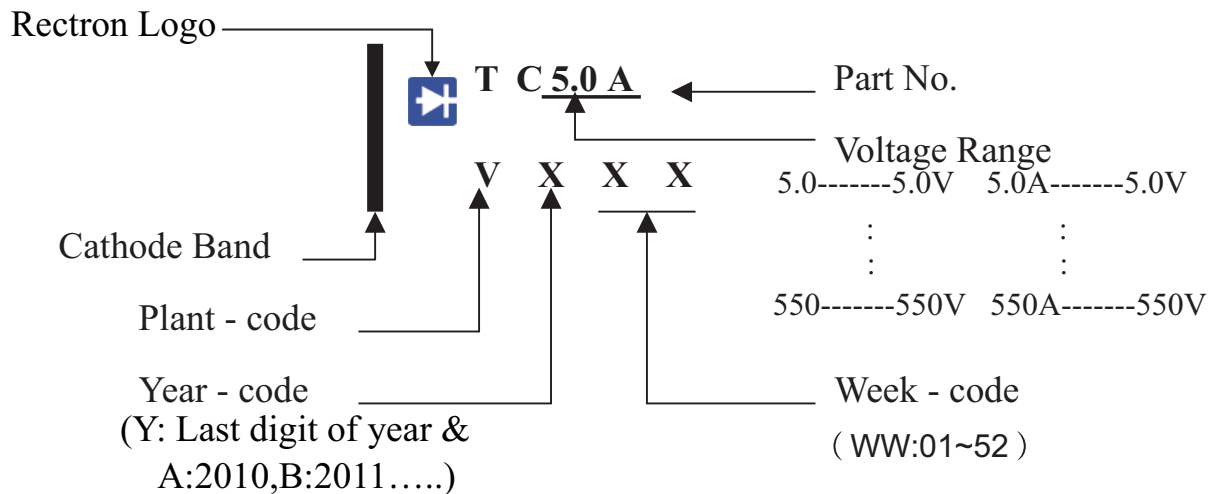 Rectron Logo
T C 5.0 A
Part No.
Voltage Range
V X X X
5.0-------5.0V 5.0A-------5.0V
: :
: :
550-------550V 550A-------550V
Cathode Band
Plant - code
Year - code
(Y: Last digit of year &
A:2010,B:2011…..)
Week - code
（WW:01~52）